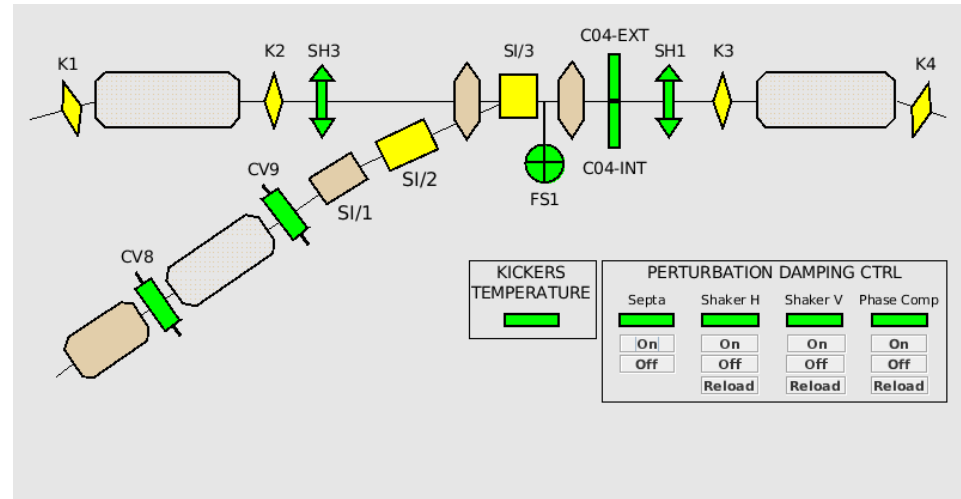 K1
K2
SH3
SI/3
C04-EXT
SH1
K3
K4
CV9
SI/2
C04-INT
SI/1
FS1
CV8
KICKERS
TEMPERATURE
PERTURBATION DAMPING CTRL
Septa Shaker H Shaker V Phase Comp
On On On On
Off Off Off Off
Reload Reload Reload